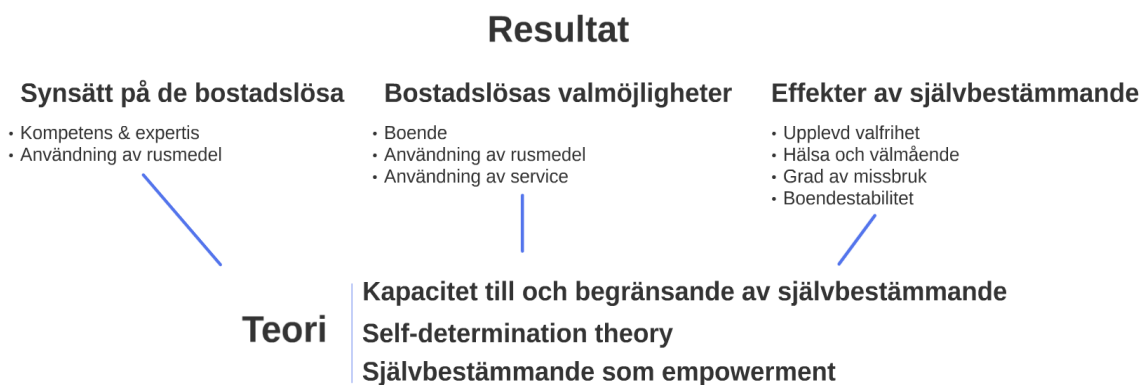 Resultat
Synsätt på de bostadslösa
• Kompetens & expertis
• Användning av rusmedel
Bostadslösas valmöjligheter
• Boende
• Användning av rusmedel
• Användning av service
Effekter av självbestämmande
• Upplevd valfrihet
• Hälsa och välmående
• Grad av missbruk
• Boendestabilitet
Teori
Kapacitet till och begränsande av självbestämmande
Self-determination theory
Självbestämmande som empowerment